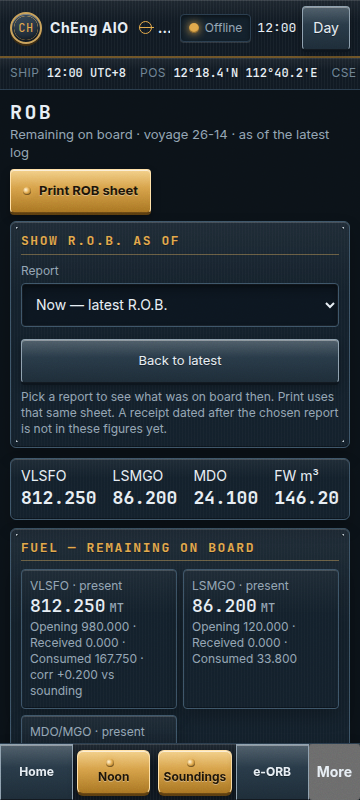 CH ChEng AIO ... Offline 12:00 Day
SHIP 12:00 UTC+8 POS 12°18.4'N 112°40.2'E CSE
ROB
Remaining on board · voyage 26-14 · as of the latest
log
Print ROB sheet
SHOW R.O.B. AS OF
Report
Now — latest R.O.B.
Back to latest
Pick a report to see what was on board then. Print uses
that same sheet. A receipt dated after the chosen report
is not in these figures yet.
VLSFO LSMGO MDO FW m³
812.250 86.200 24.100 146.20
FUEL — REMAINING ON BOARD
VLSFO · present
812.250 MT
Opening 980.000 ·
Received 0.000 ·
Consumed 167.750 ·
corr +0.200 vs
sounding
LSMGO · present
86.200 MT
Opening 120.000 ·
Received 0.000 ·
Consumed 33.800
MDO/MGO · present
Home Noon Soundings e-ORB More